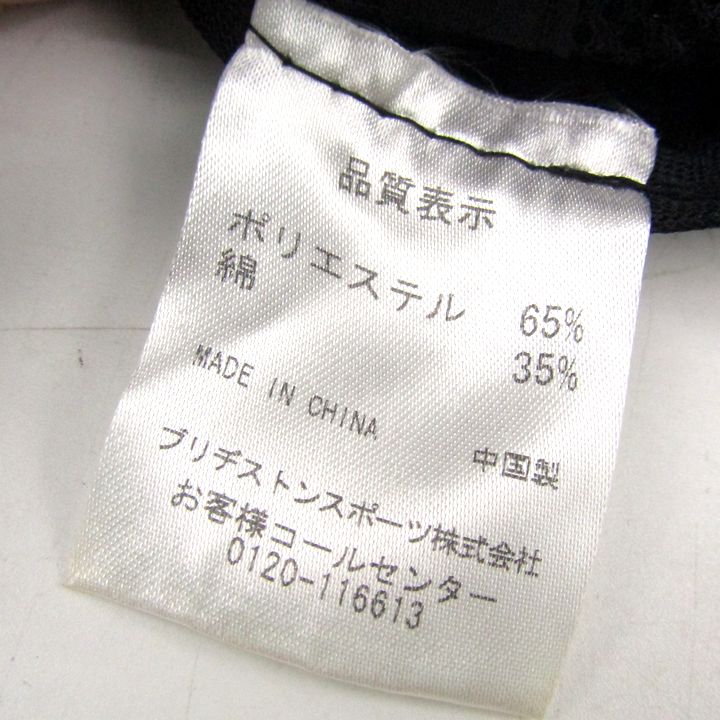 品質表示
ポリエステル 65%
綿 35%
MADE IN CHINA 中国製
ブリヂストンスポーツ株式会社
お客様コールセンター
0120-116613